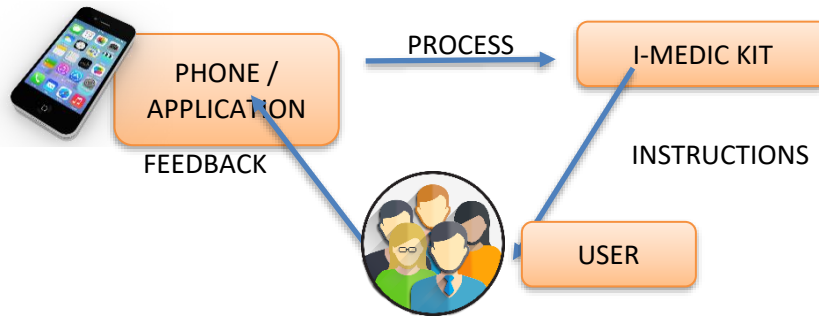 PROCESS
PHONE /
APPLICATION
I-MEDIC KIT
FEEDBACK
INSTRUCTIONS
USER